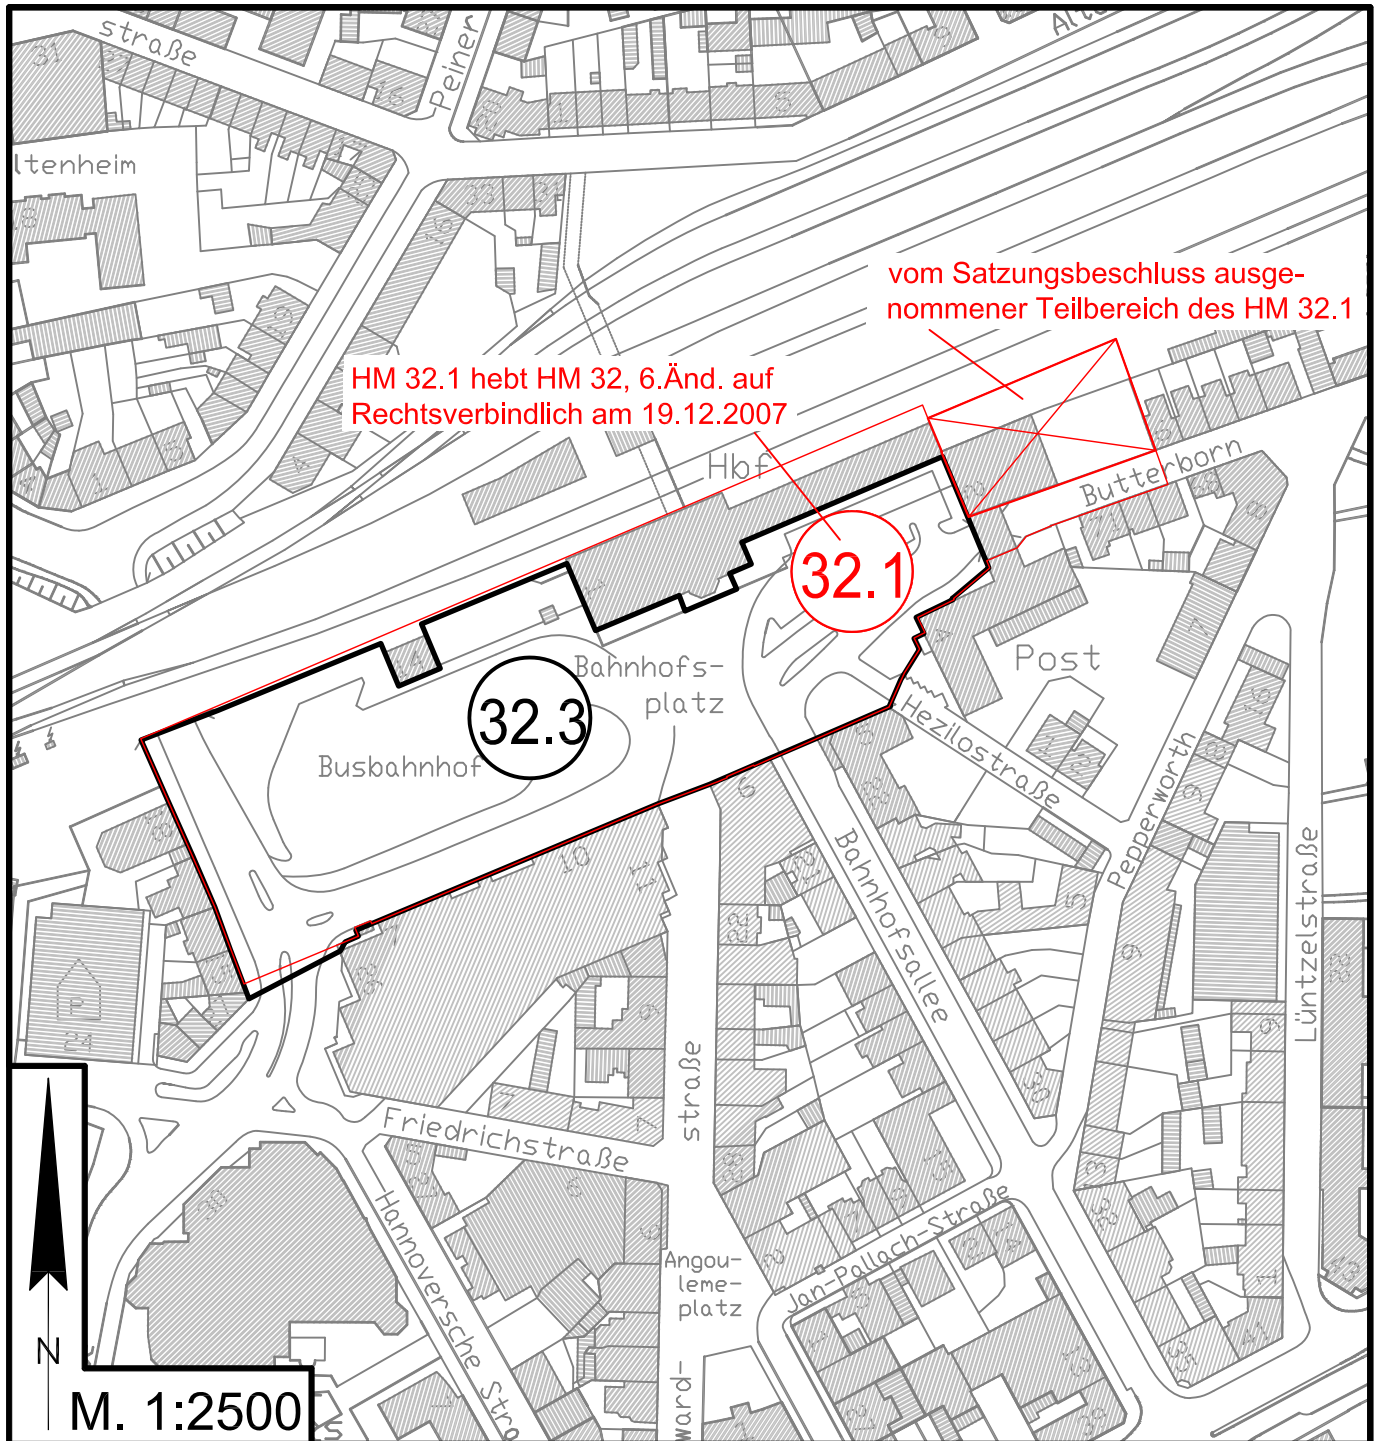 straße
Peiner
ltenheim
vom Satzungsbeschluss ausge-
nommener Teilbereich des HM 32.1
HM 32.1 hebt HM 32, 6.Änd. auf
Rechtsverbindlich am 19.12.2007
Hbf
Butterborn
32.1
Post
Bahnhofs-
platz
32.3
Busbahnhof
Hezilostraße
Pepperworth
Bahnhofsallee
Lüntzelstraße
straße
Friedrichstraße
Hannoversche Stra
Jan-Pallach-Straße
Angou-
leme-
platz
ward-
N
M. 1:2500